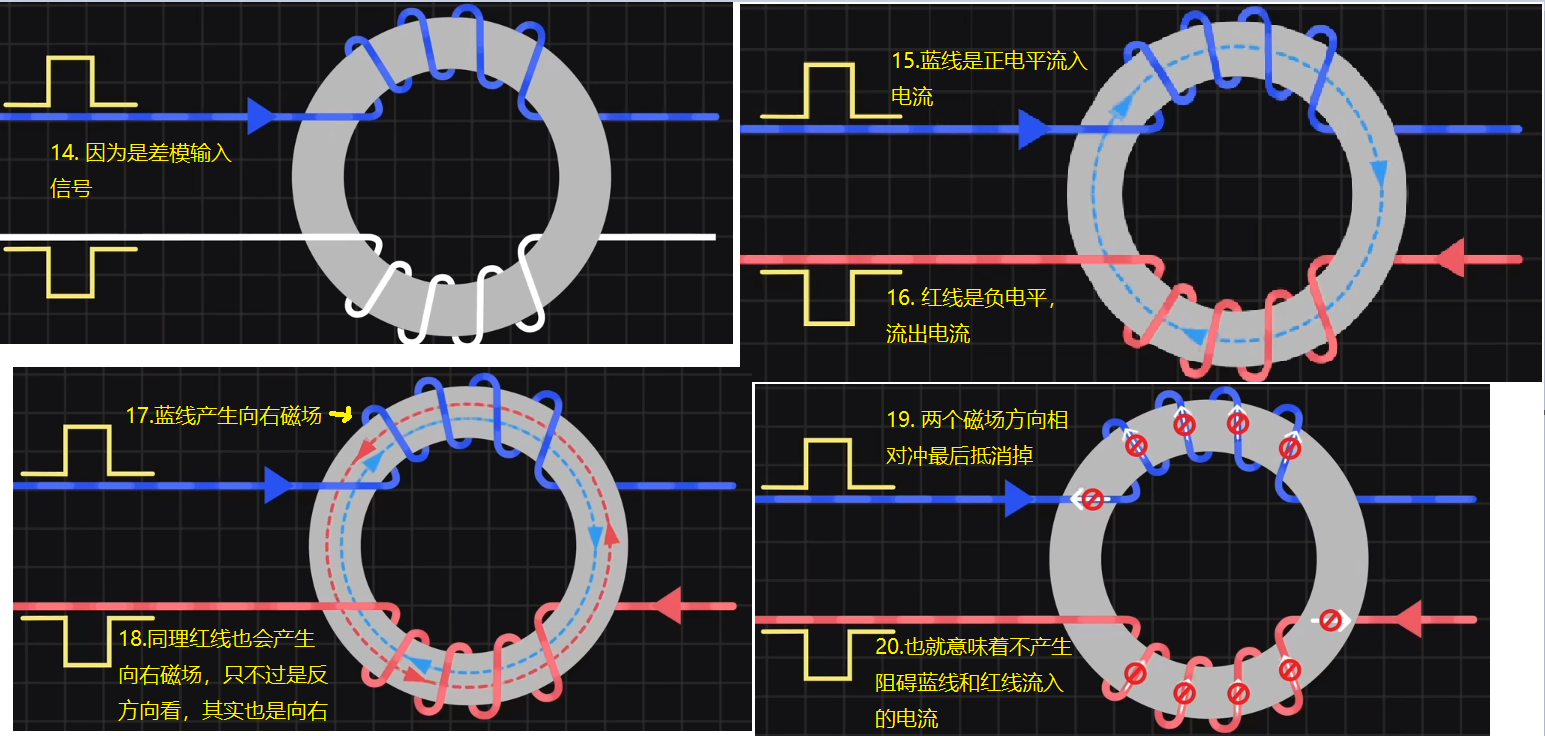 14. 因为是差模输入
信号
15.蓝线是正电平流入
电流
16. 红线是负电平，
流出电流
17.蓝线产生向右磁场
18.同理红线也会产生
向右磁场，只不过是反
方向看，其实也是向右
19. 两个磁场方向相
对冲最后抵消掉
20.也就意味着不产生
阻碍蓝线和红线流入
的电流